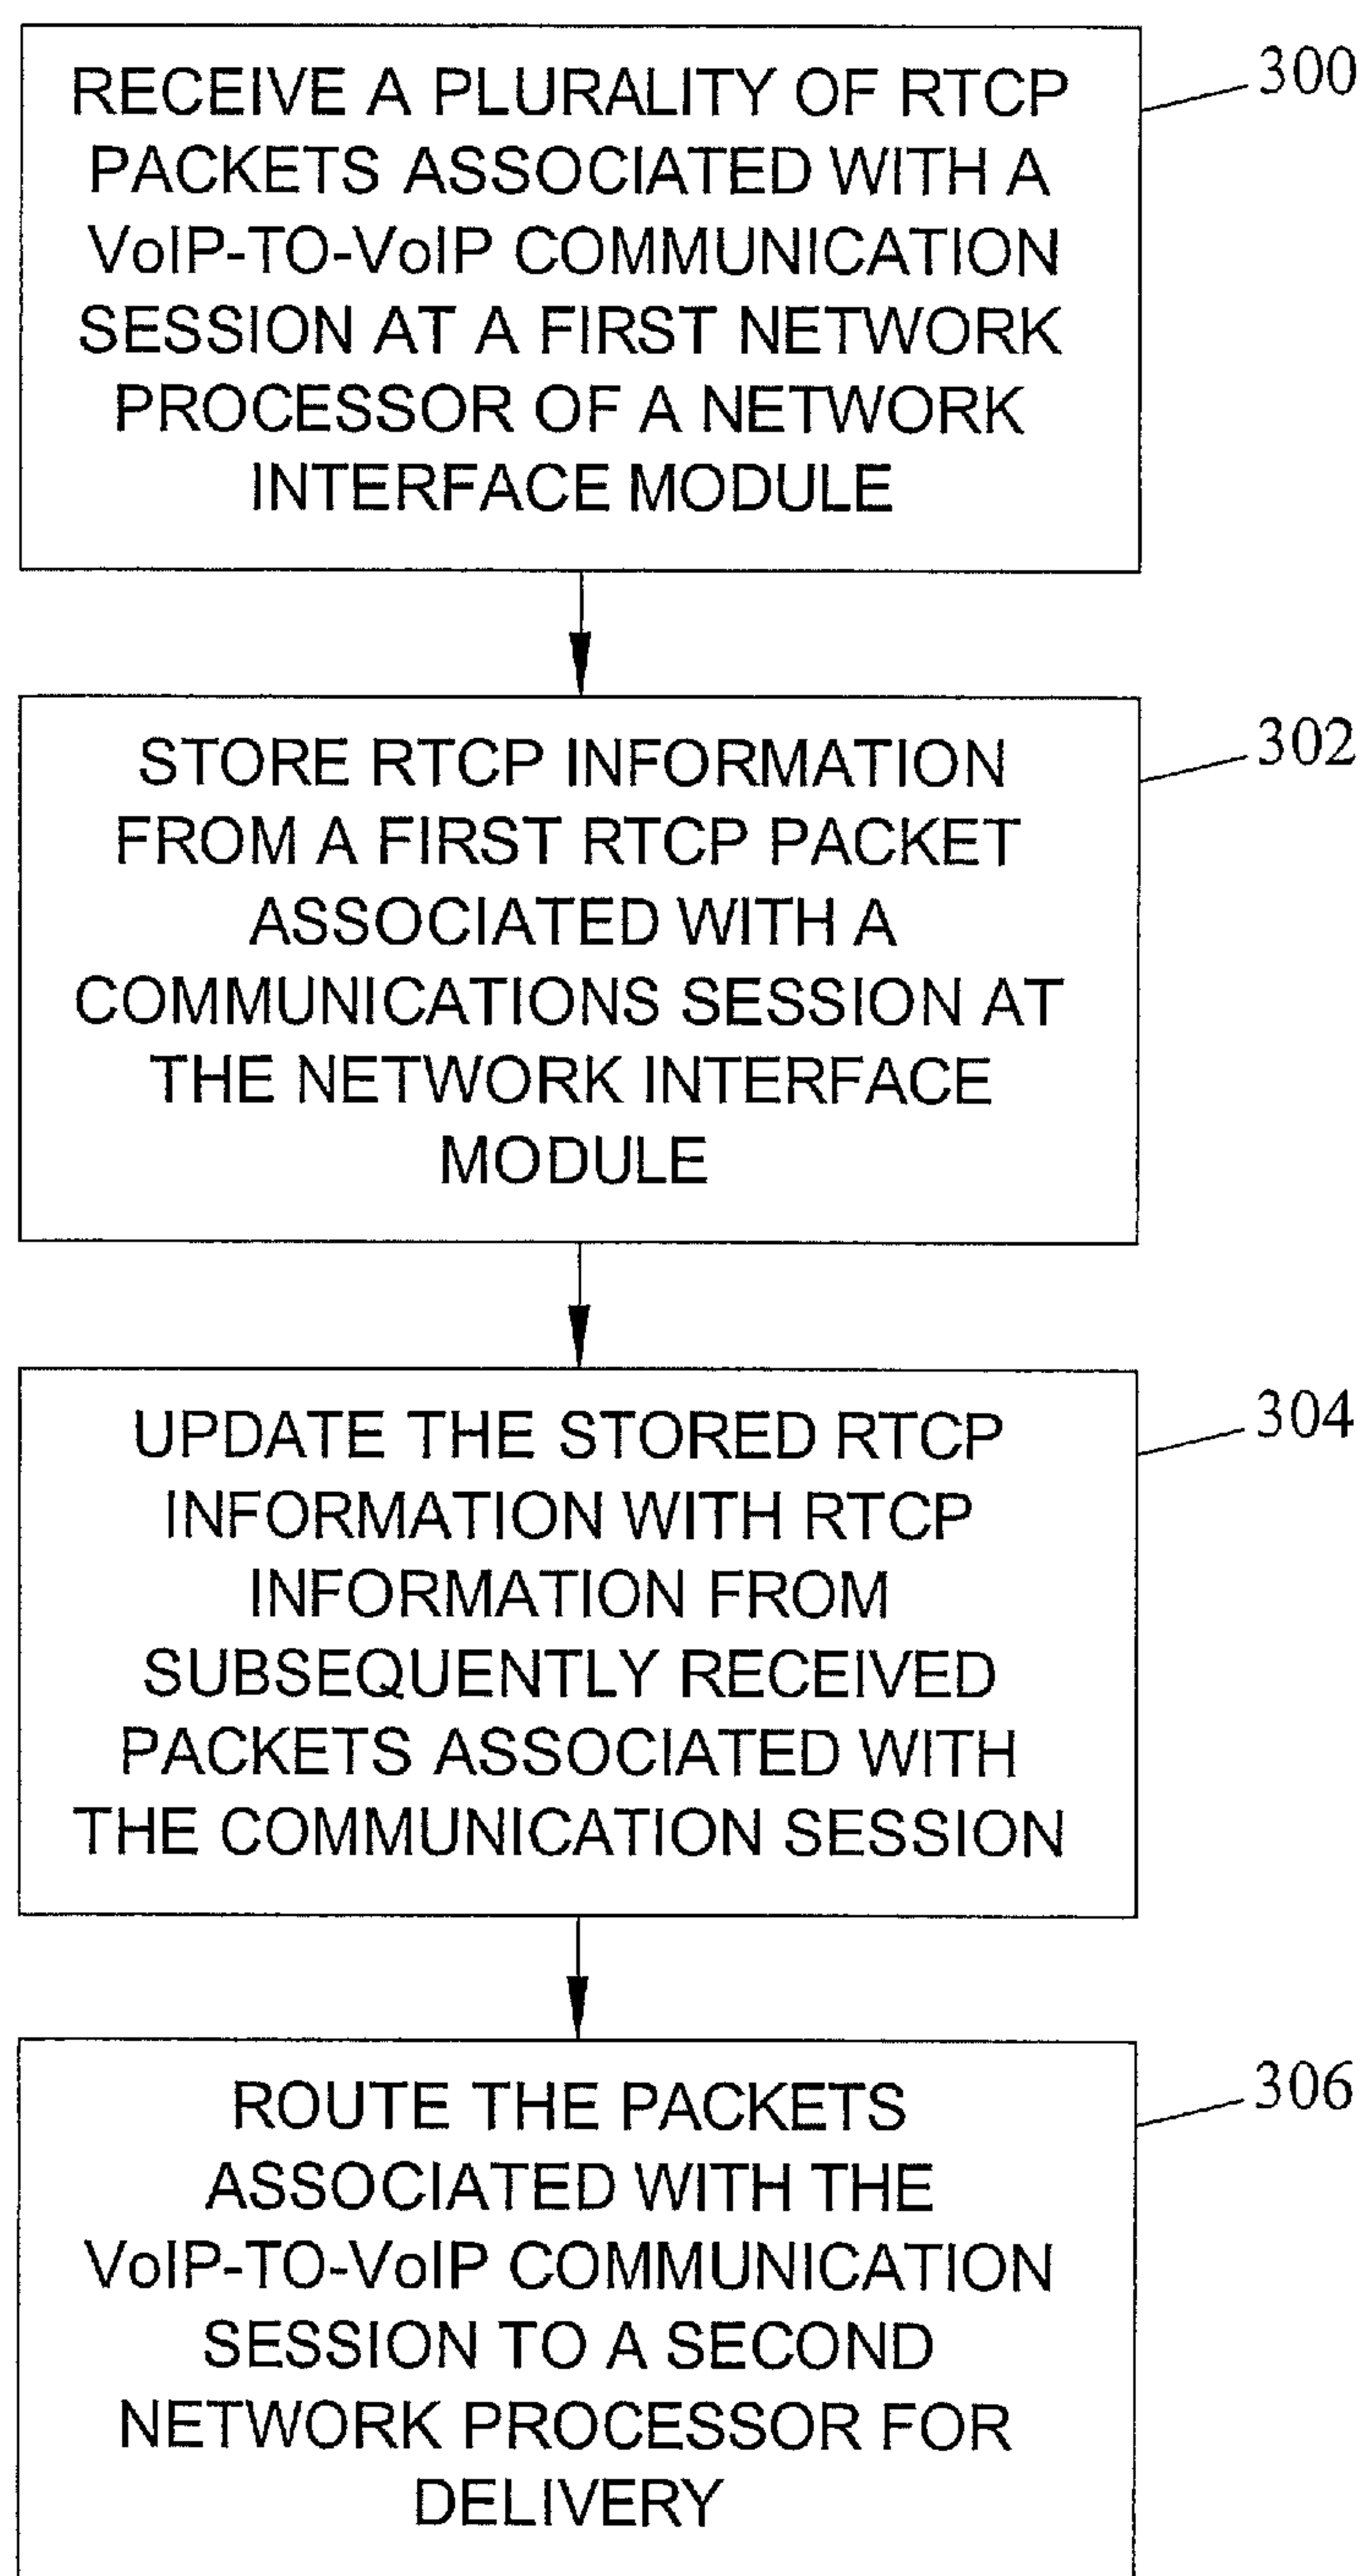 RECEIVE A PLURALITY OF RTCP
PACKETS ASSOCIATED WITH A
VoIP-TO-VoIP COMMUNICATION
SESSION AT A FIRST NETWORK
PROCESSOR OF A NETWORK
INTERFACE MODULE
300
STORE RTCP INFORMATION
FROM A FIRST RTCP PACKET
ASSOCIATED WITH A
COMMUNICATIONS SESSION AT
THE NETWORK INTERFACE
MODULE
302
UPDATE THE STORED RTCP
INFORMATION WITH RTCP
INFORMATION FROM
SUBSEQUENTLY RECEIVED
PACKETS ASSOCIATED WITH
THE COMMUNICATION SESSION
304
ROUTE THE PACKETS
ASSOCIATED WITH THE
VoIP-TO-VoIP COMMUNICATION
SESSION TO A SECOND
NETWORK PROCESSOR FOR
DELIVERY
306